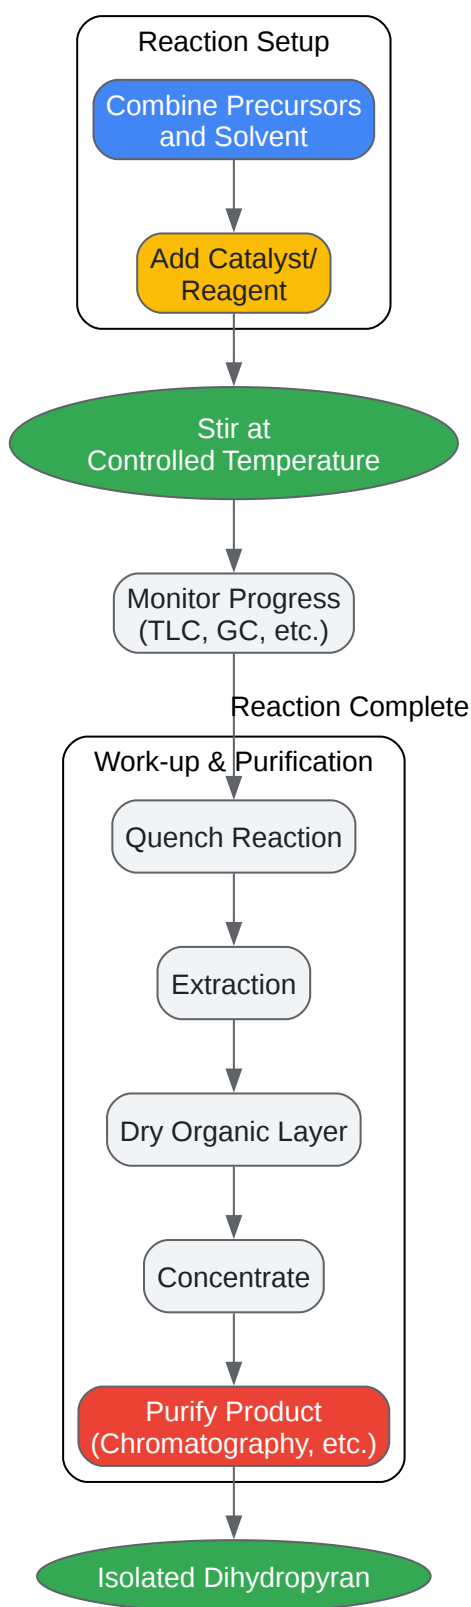 Reaction Setup
Combine Precursors
and Solvent
Add Catalyst/
Reagent
Stir at
Controlled Temperature
Monitor Progress
(TLC, GC, etc.)
Reaction Complete
Work-up & Purification
Quench Reaction
Extraction
Dry Organic Layer
Concentrate
Purify Product
(Chromatography, etc.)
Isolated Dihydropyran